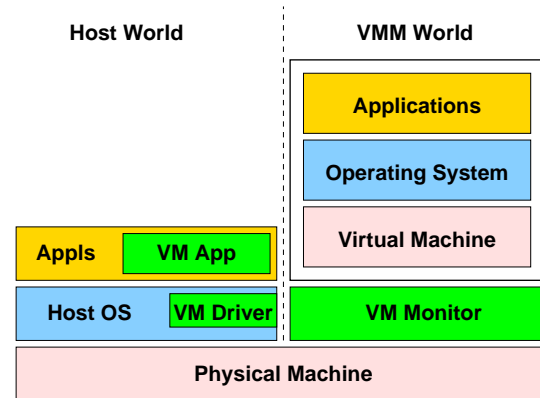 Host World
VMM World
Applications
Operating System
Virtual Machine
Appls
VM App
Host OS
VM Driver
VM Monitor
Physical Machine